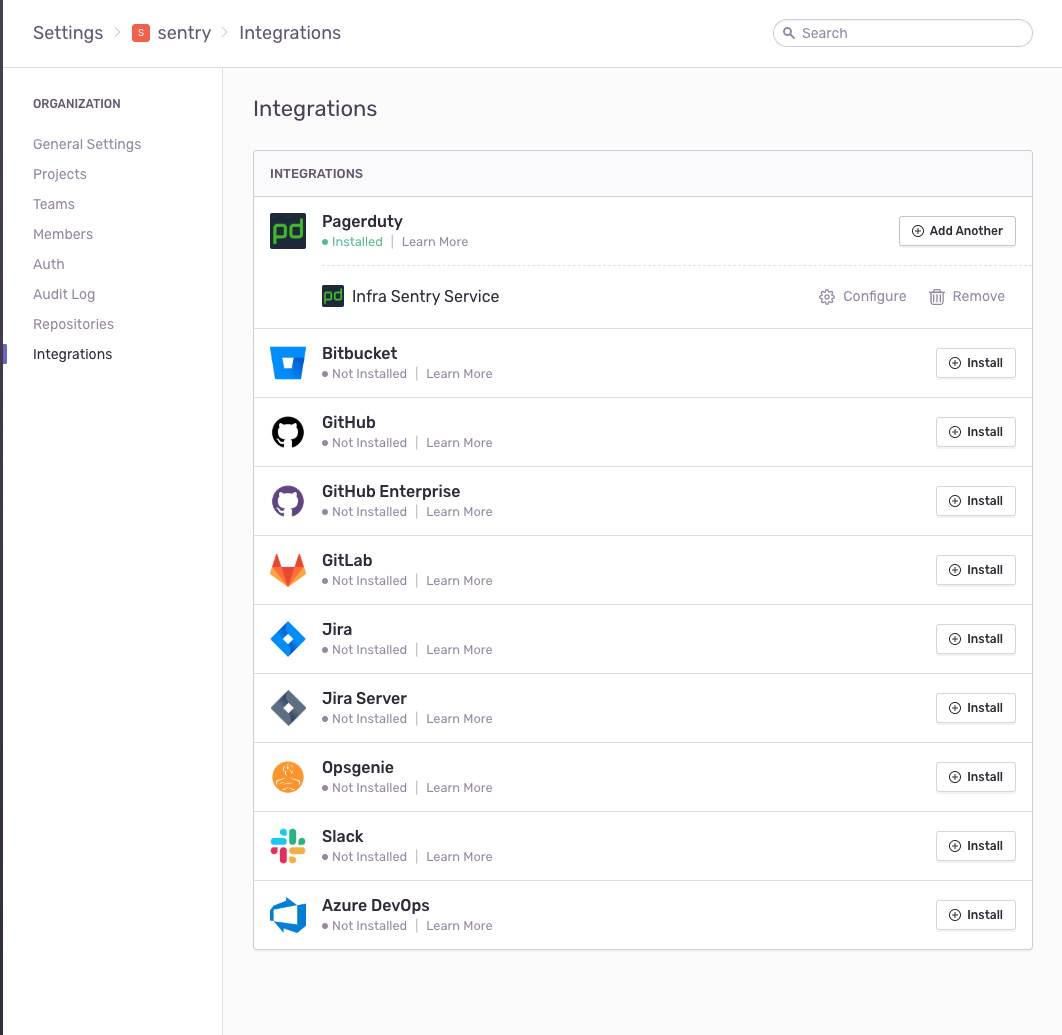 Settings > S sentry > Integrations
Search
ORGANIZATION
General Settings
Projects
Teams
Members
Auth
Audit Log
Repositories
Integrations
Integrations
INTEGRATIONS
pd Pagerduty
Installed | Learn More
Add Another
pd Infra Sentry Service
Configure
Remove
Bitbucket
Not Installed | Learn More
Install
GitHub
Not Installed | Learn More
Install
GitHub Enterprise
Not Installed | Learn More
Install
GitLab
Not Installed | Learn More
Install
Jira
Not Installed | Learn More
Install
Jira Server
Not Installed | Learn More
Install
Opsgenie
Not Installed | Learn More
Install
Slack
Not Installed | Learn More
Install
Azure DevOps
Not Installed | Learn More
Install